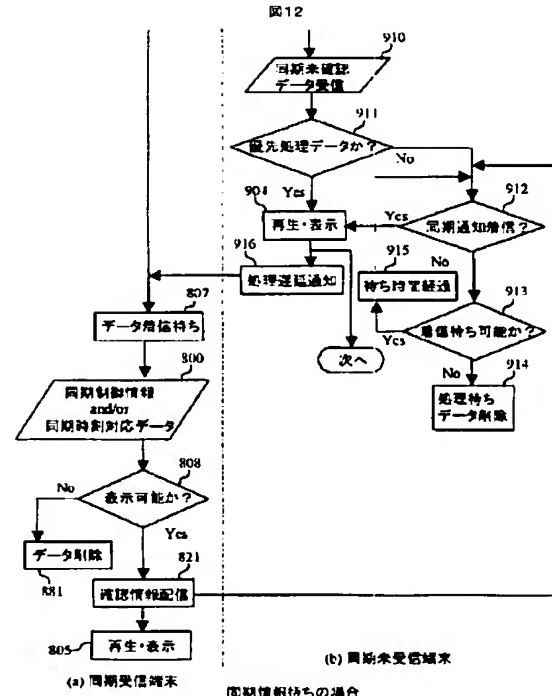 図12
910
同期未確認
データ受信
911
優先処理データか？
No
Yes
904
再生・表示
912
同期通知着信？
Yes
No
916
処理遅延通知
915
待ち時間経過
913
着信待ち可能か？
Yes
No
次へ
914
処理待ち
データ削除
807
データ着信待ち
800
同期制御情報
and/or
同期時刻対応データ
808
表示可能か？
No
Yes
データ削除
881
821
確認情報配信
805
再生・表示
(a) 同期受信端末
(b) 同期未受信端末
同期情報待ちの場合